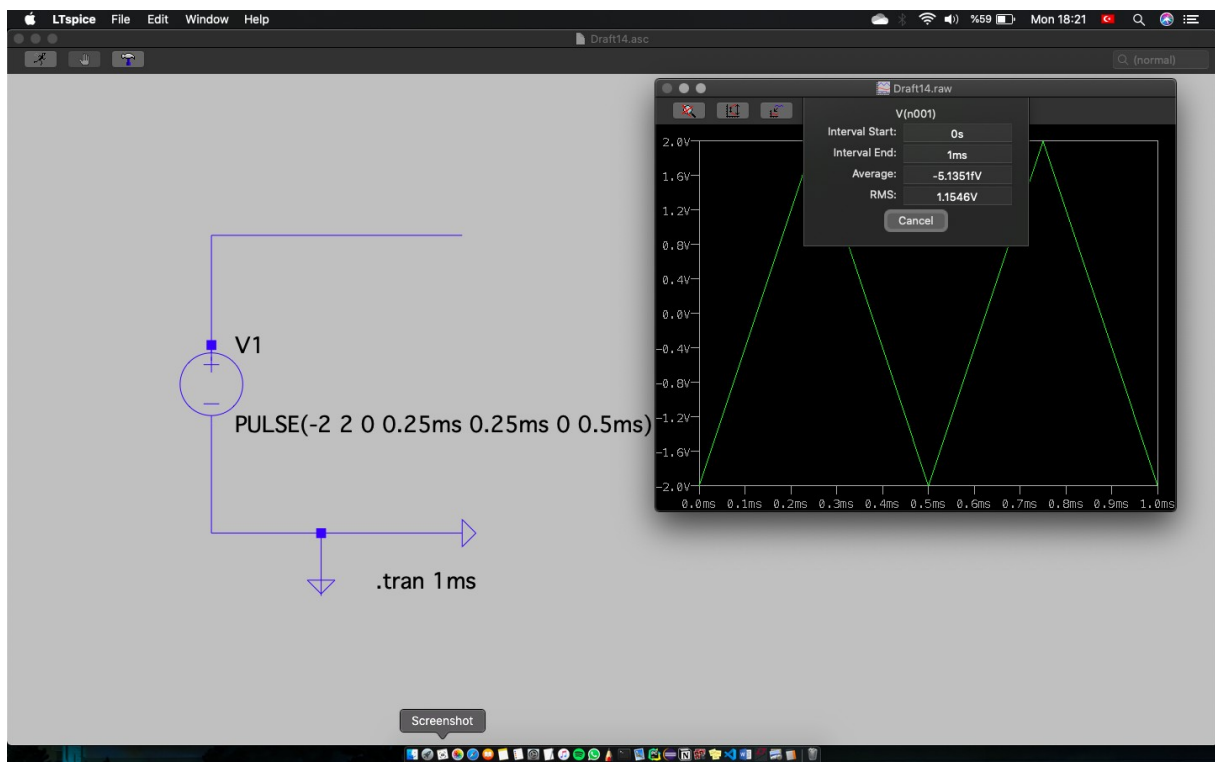 LTspice File Edit Window Help %59 Mon 18:21
Draft14.asc
(normal)
Draft14.raw
V(n001)
Interval Start: 0s
Interval End: 1ms
Average: -5.1351fV
RMS: 1.1546V
Cancel
2.0V
1.6V
1.2V
0.8V
0.4V
0.0V
-0.4V
-0.8V
-1.2V
-1.6V
-2.0V
0.0ms 0.1ms 0.2ms 0.3ms 0.4ms 0.5ms 0.6ms 0.7ms 0.8ms 0.9ms 1.0ms
V1
PULSE(-2 2 0 0.25ms 0.25ms 0 0.5ms)
.tran 1ms
Screenshot